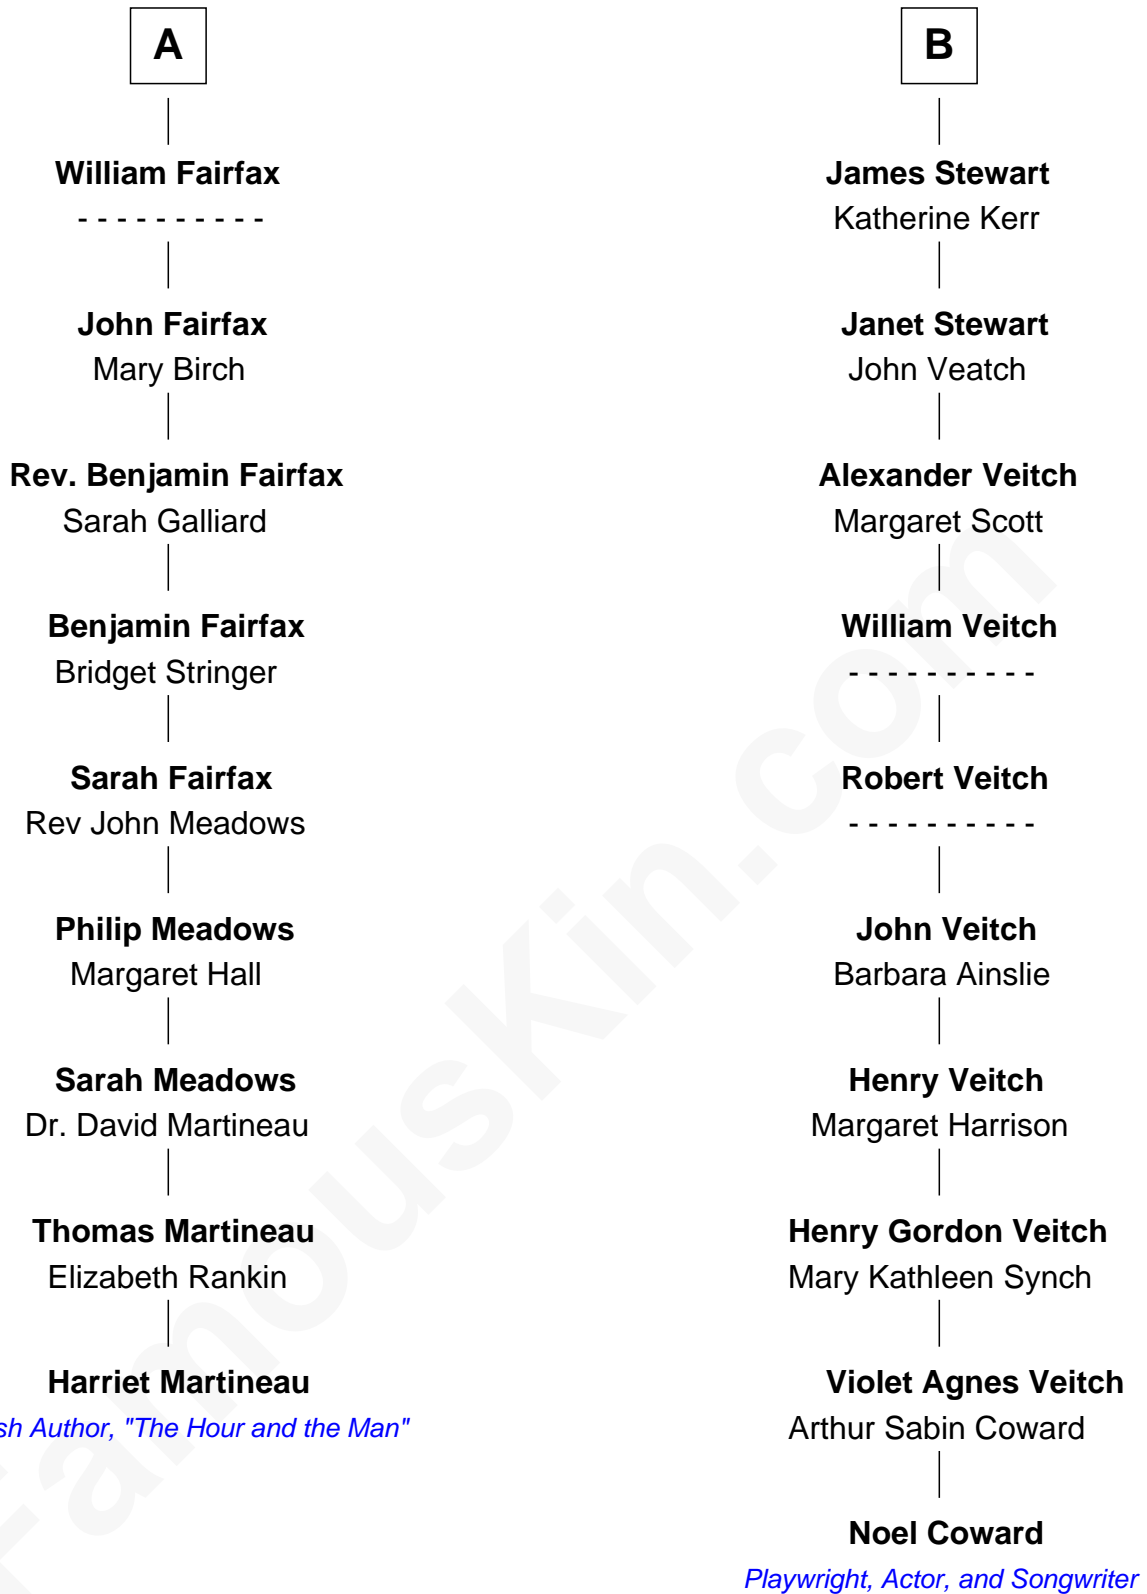 A
William Fairfax
- - - - - - - - - -
John Fairfax
Mary Birch
Rev. Benjamin Fairfax
Sarah Galliard
Benjamin Fairfax
Bridget Stringer
Sarah Fairfax
Rev John Meadows
Philip Meadows
Margaret Hall
Sarah Meadows
Dr. David Martineau
Thomas Martineau
Elizabeth Rankin
Harriet Martineau
sh Author, "The Hour and the Man"
B
James Stewart
Katherine Kerr
Janet Stewart
John Veatch
Alexander Veitch
Margaret Scott
William Veitch
- - - - - - - - - -
Robert Veitch
- - - - - - - - - -
John Veitch
Barbara Ainslie
Henry Veitch
Margaret Harrison
Henry Gordon Veitch
Mary Kathleen Synch
Violet Agnes Veitch
Arthur Sabin Coward
Noel Coward
Playwright, Actor, and Songwriter
FamousKin.com